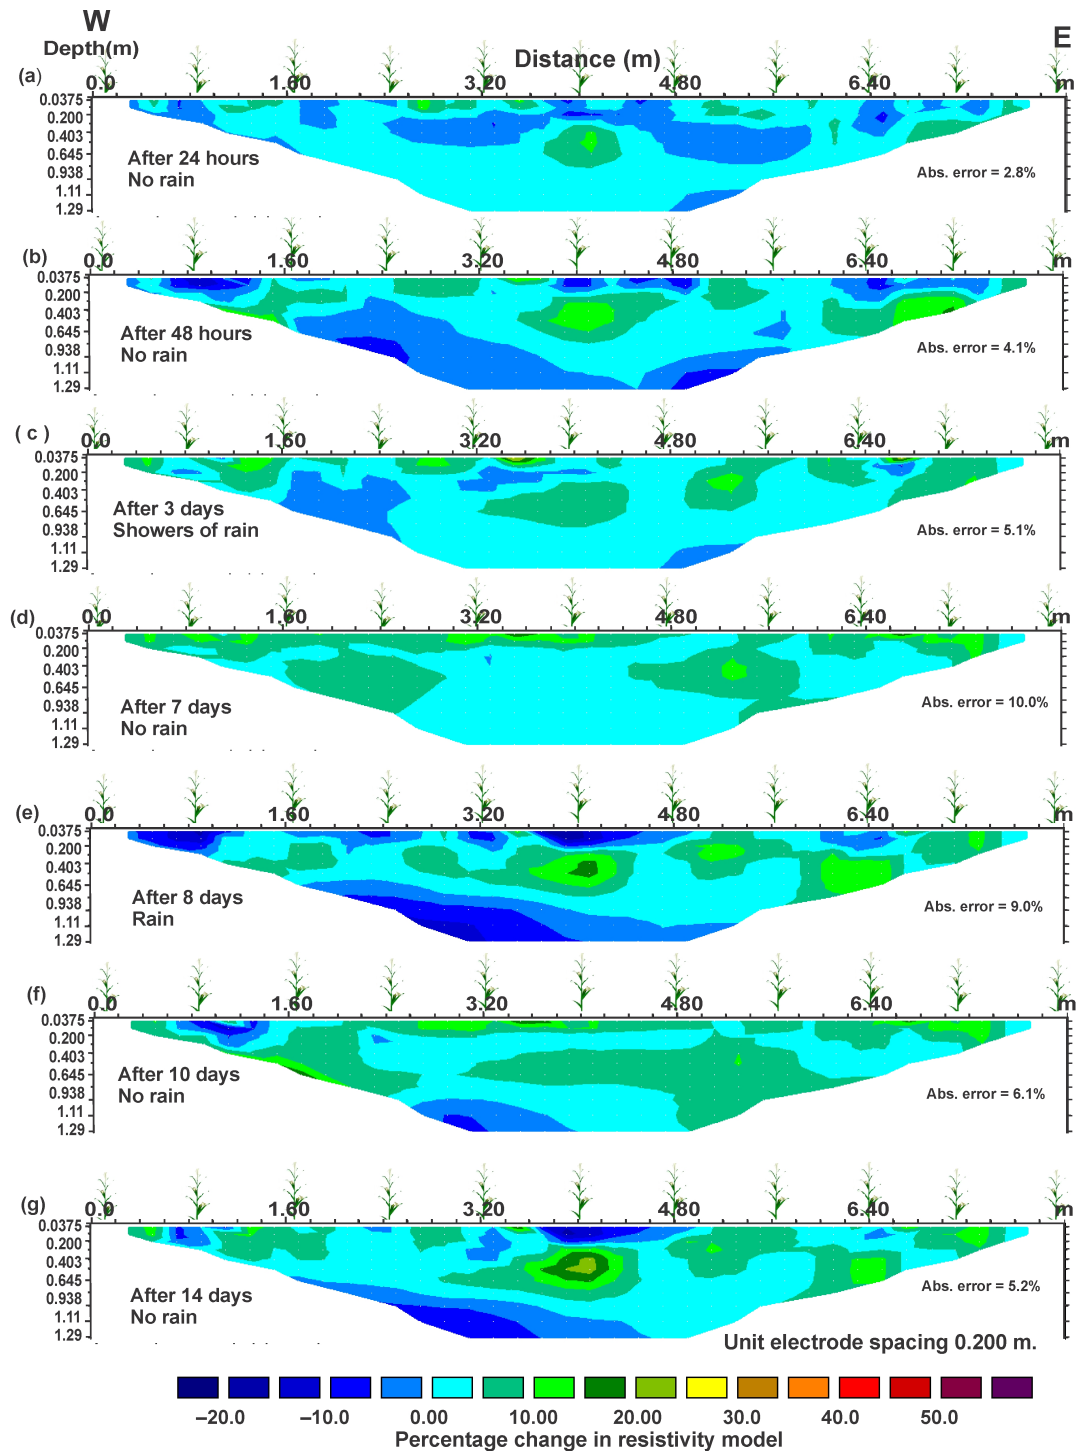 W
E
Depth(m)
Distance (m)
(a)
0.0 1.60 3.20 4.80 6.40 m
0.0375
0.200
0.403
0.645
0.938
1.11
1.29
After 24 hours
No rain
Abs. error = 2.8%
(b)
0.0 1.60 3.20 4.80 6.40 m
0.0375
0.200
0.403
0.645
0.938
1.11
1.29
After 48 hours
No rain
Abs. error = 4.1%
( c )
0.0 1.60 3.20 4.80 6.40 m
0.0375
0.200
0.403
0.645
0.938
1.11
1.29
After 3 days
Showers of rain
Abs. error = 5.1%
(d)
0.0 1.60 3.20 4.80 6.40 m
0.0375
0.200
0.403
0.645
0.938
1.11
1.29
After 7 days
No rain
Abs. error = 10.0%
(e)
0.0 1.60 3.20 4.80 6.40 m
0.0375
0.200
0.403
0.645
0.938
1.11
1.29
After 8 days
Rain
Abs. error = 9.0%
(f)
0.0 1.60 3.20 4.80 6.40 m
0.0375
0.200
0.403
0.645
0.938
1.11
1.29
After 10 days
No rain
Abs. error = 6.1%
(g)
0.0 1.60 3.20 4.80 6.40 m
0.0375
0.200
0.403
0.645
0.938
1.11
1.29
After 14 days
No rain
Abs. error = 5.2%
Unit electrode spacing 0.200 m.
–20.0 –10.0 0.00 10.00 20.00 30.0 40.0 50.0
Percentage change in resistivity model